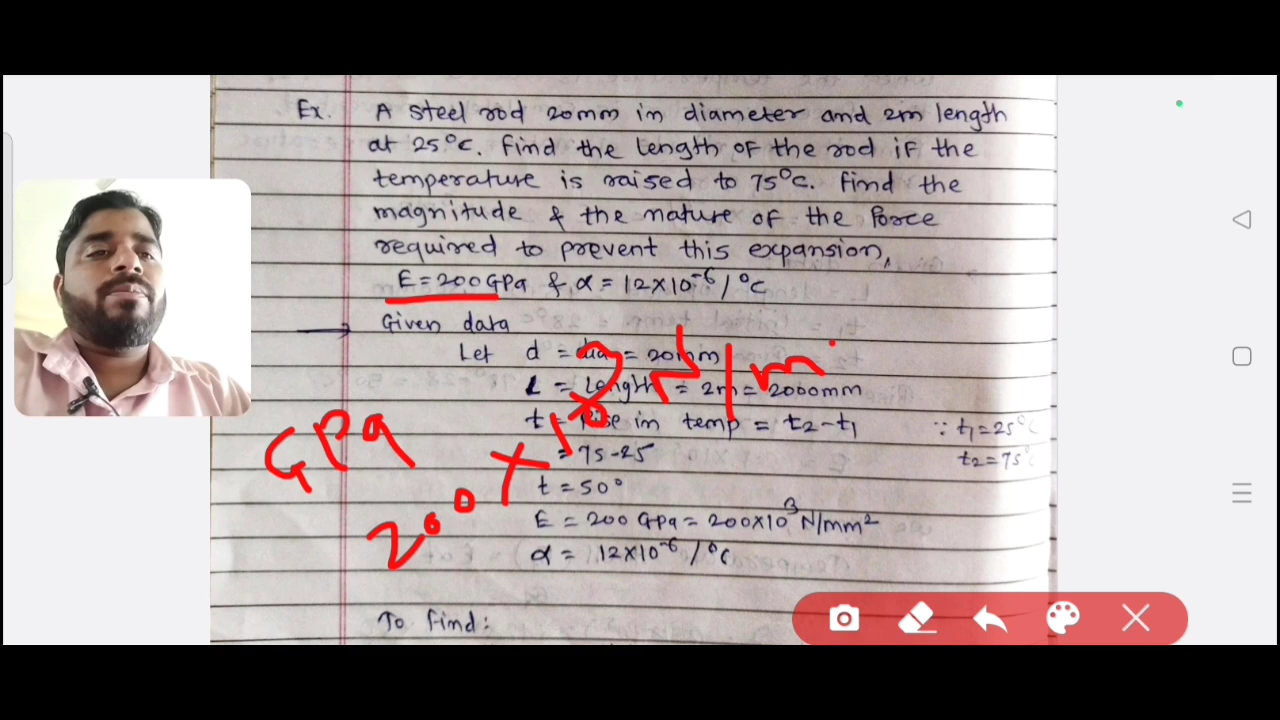 Ex. A steel rod 20mm in diameter and 2m length
at 25°c. Find the length of the rod if the
temperature is raised to 75°c. Find the
magnitude & the nature of the force
required to prevent this expansion,
E = 200 GPa & α = 12×10⁻⁶ / °c
Given data
Let d = dia = 20mm
L = Length = 2m = 2000mm
t = Rise in temp = t2 - t1 ∵ t1 = 25°c
= 75-25 t2 = 75°c
t = 50°
E = 200 GPa = 200×10³ N/mm²
α = 12×10⁻⁶ / °c
To find:
GPa
200 × 10 N/m